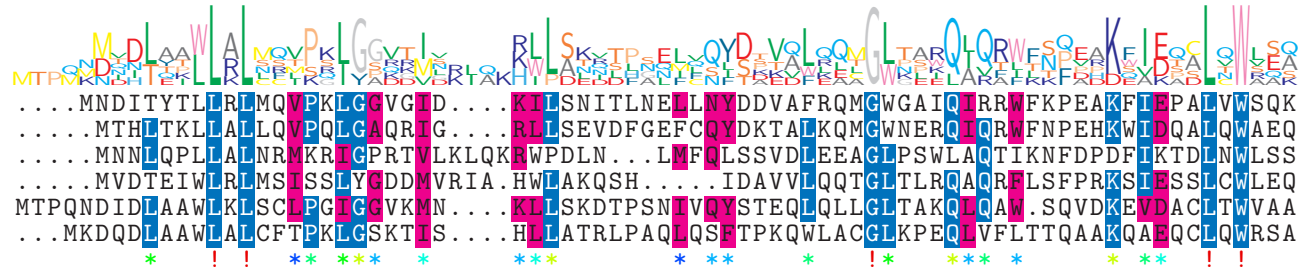 ....MNDITYTLLRLMQVPKLGGVGID....KILSNITLNELLNYDDVAFRQMGWGAIQIRRWFKPEAKFIEPALVWSQK
.....MTHLTKLLALLQVPQLGAQRIG....RLLSEVDFGEFCQYDKTALKQMGWNERQIQRWFNPEHKWIDQALQWAEQ
.....MNNLQPLLALNRMKRIGPRTVLKLQKRWPDLN...LMFQLSSVDLEEAGLPSWLAQTIKNFDPDFIKTDLNWLSS
.....MVDTEIWLRLMSISSLYGDDMVRIA.HWLAKQSH.....IDAVVLQQTGLTLRQAQRFLSFPRKSIESSLCWLEQ
MTPQNDIDLAAWLKLSCLPGIGGVKMN....KLLSKDTPSNIVQYSTEQLQLLGLTAKQLQAW.SQVDKEVDACLTWVAA
...MKDQDLAAWLALCFTPKLGSKTIS....HLLATRLPAQLQSFTPKQWLACGLKPEQLVFLTTQAAKQAEQCLQWRSA
* ! ! ** *** * *** * ** * ! *** * * ** ! !